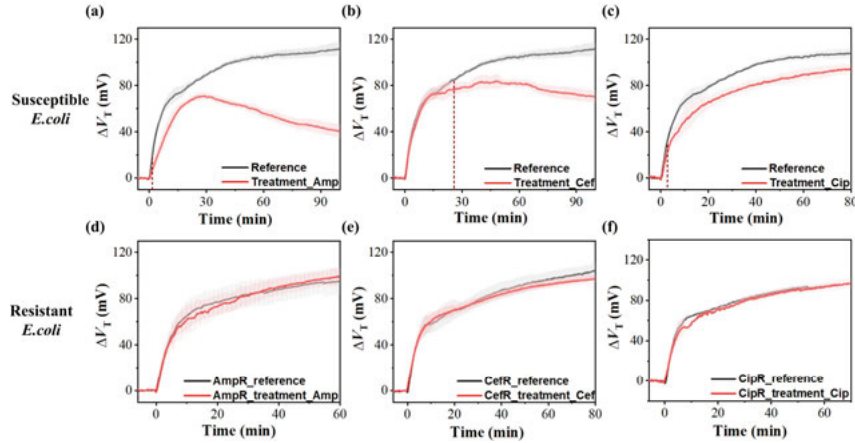 (a)
(b)
(c)
Susceptible
E.coli
ΔVT (mV)
120
80
40
0
Reference
Treatment_Amp
0
30
60
90
Time (min)
ΔVT (mV)
120
80
40
0
Reference
Treatment_Cef
0
30
60
90
Time (min)
ΔVT (mV)
120
80
40
0
Reference
Treatment_Cip
0
20
40
60
80
Time (min)
(d)
(e)
(f)
Resistant
E.coli
ΔVT (mV)
120
80
40
0
AmpR_reference
AmpR_treatment_Amp
0
20
40
60
Time (min)
ΔVT (mV)
120
80
40
0
CefR_reference
CefR_treatment_Cef
0
20
40
60
80
Time (min)
ΔVT (mV)
120
80
40
0
CipR_reference
CipR_treatment_Cip
0
20
40
60
Time (min)